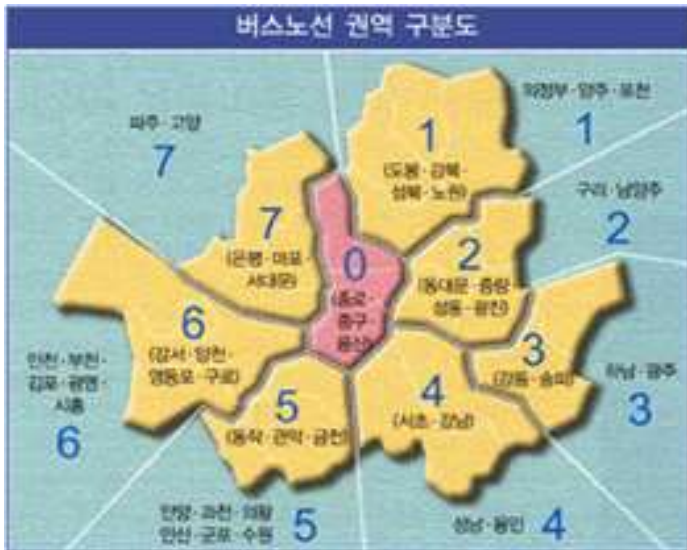 버스노선 권역 구분도
의정부·양주·포천
1
파주·고양
7
1
(도봉·강북·
성북·노원)
구리·남양주
2
7
(은평·마포·
서대문)
0
(종로·
중구·
용산)
2
(동대문·중랑
성동·광진)
6
(강서·양천·
영등포·구로)
3
(강동·송파)
인천·부천·
김포·광명·
시흥
6
하남·광주
3
5
(동작·관악·금천)
4
(서초·강남)
안양·과천·의왕
안산·군포·수원
5
성남·용인
4